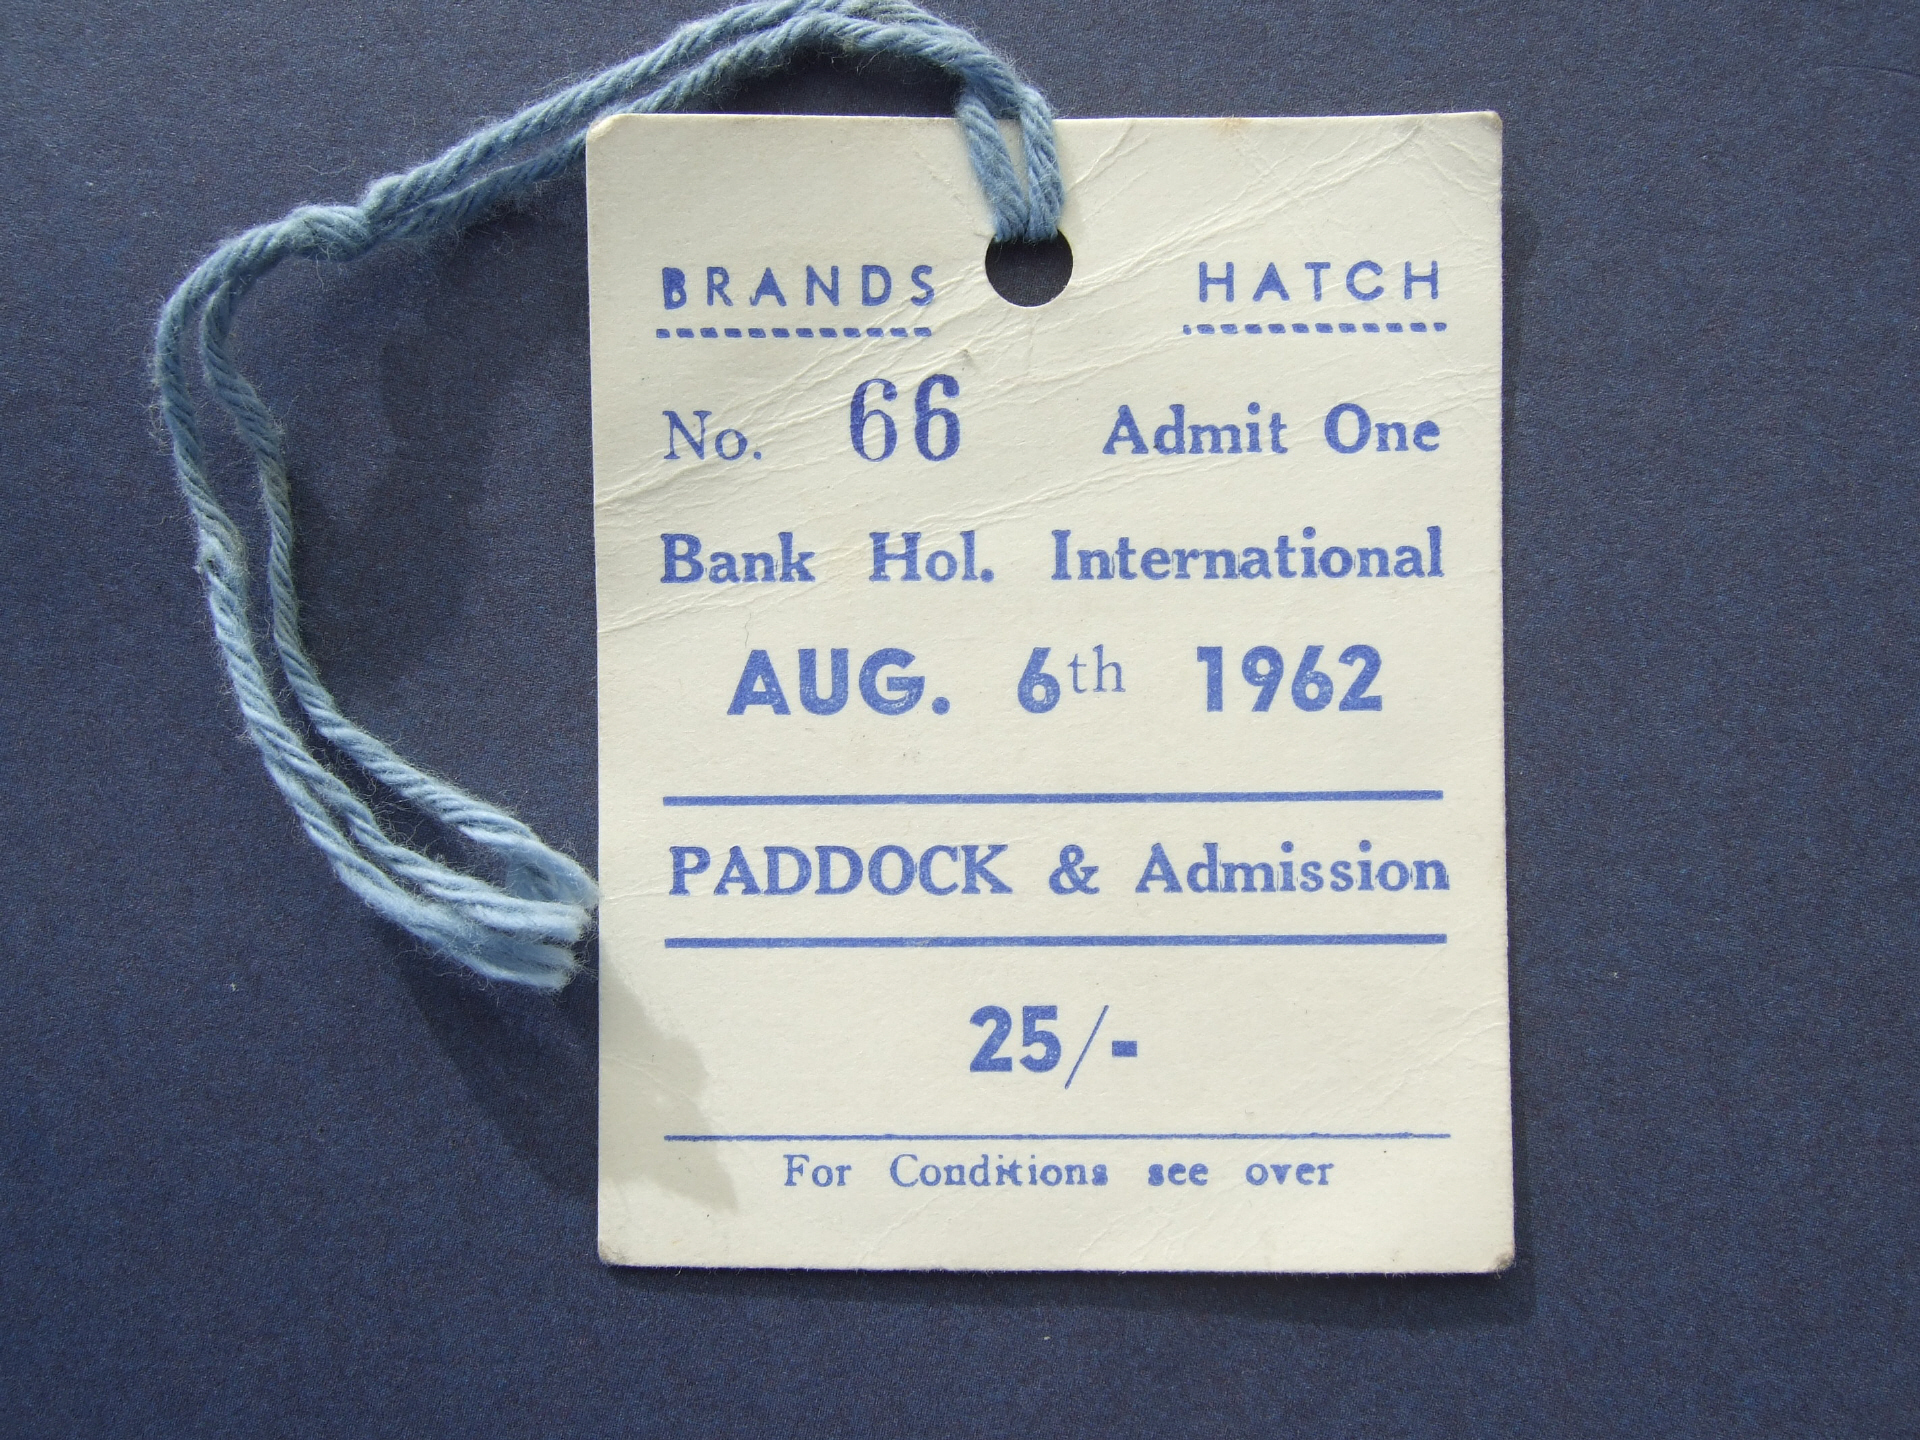 BRANDS HATCH
No. 66 Admit One
Bank Hol. International
AUG. 6th 1962
PADDOCK & Admission
25/-
For Conditions see over